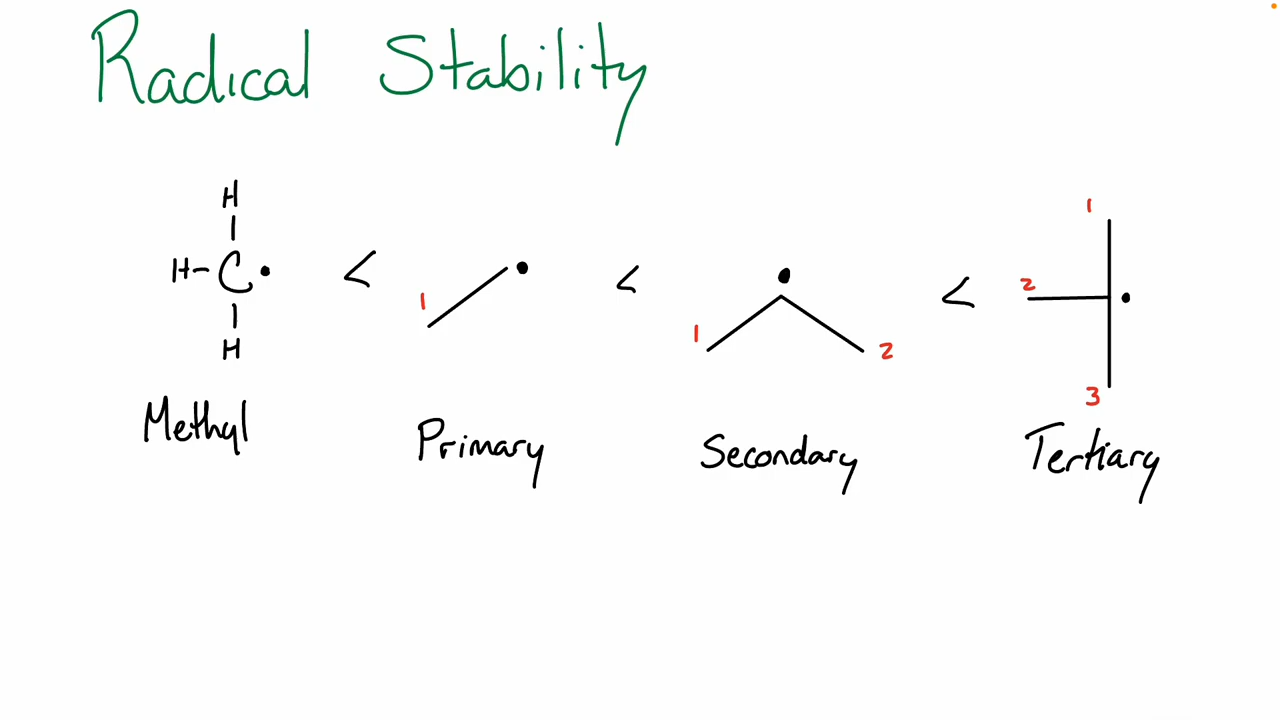 Radical Stability
H
H-C• < < <
H
1
1 2
1
2
3
Methyl Primary Secondary Tertiary